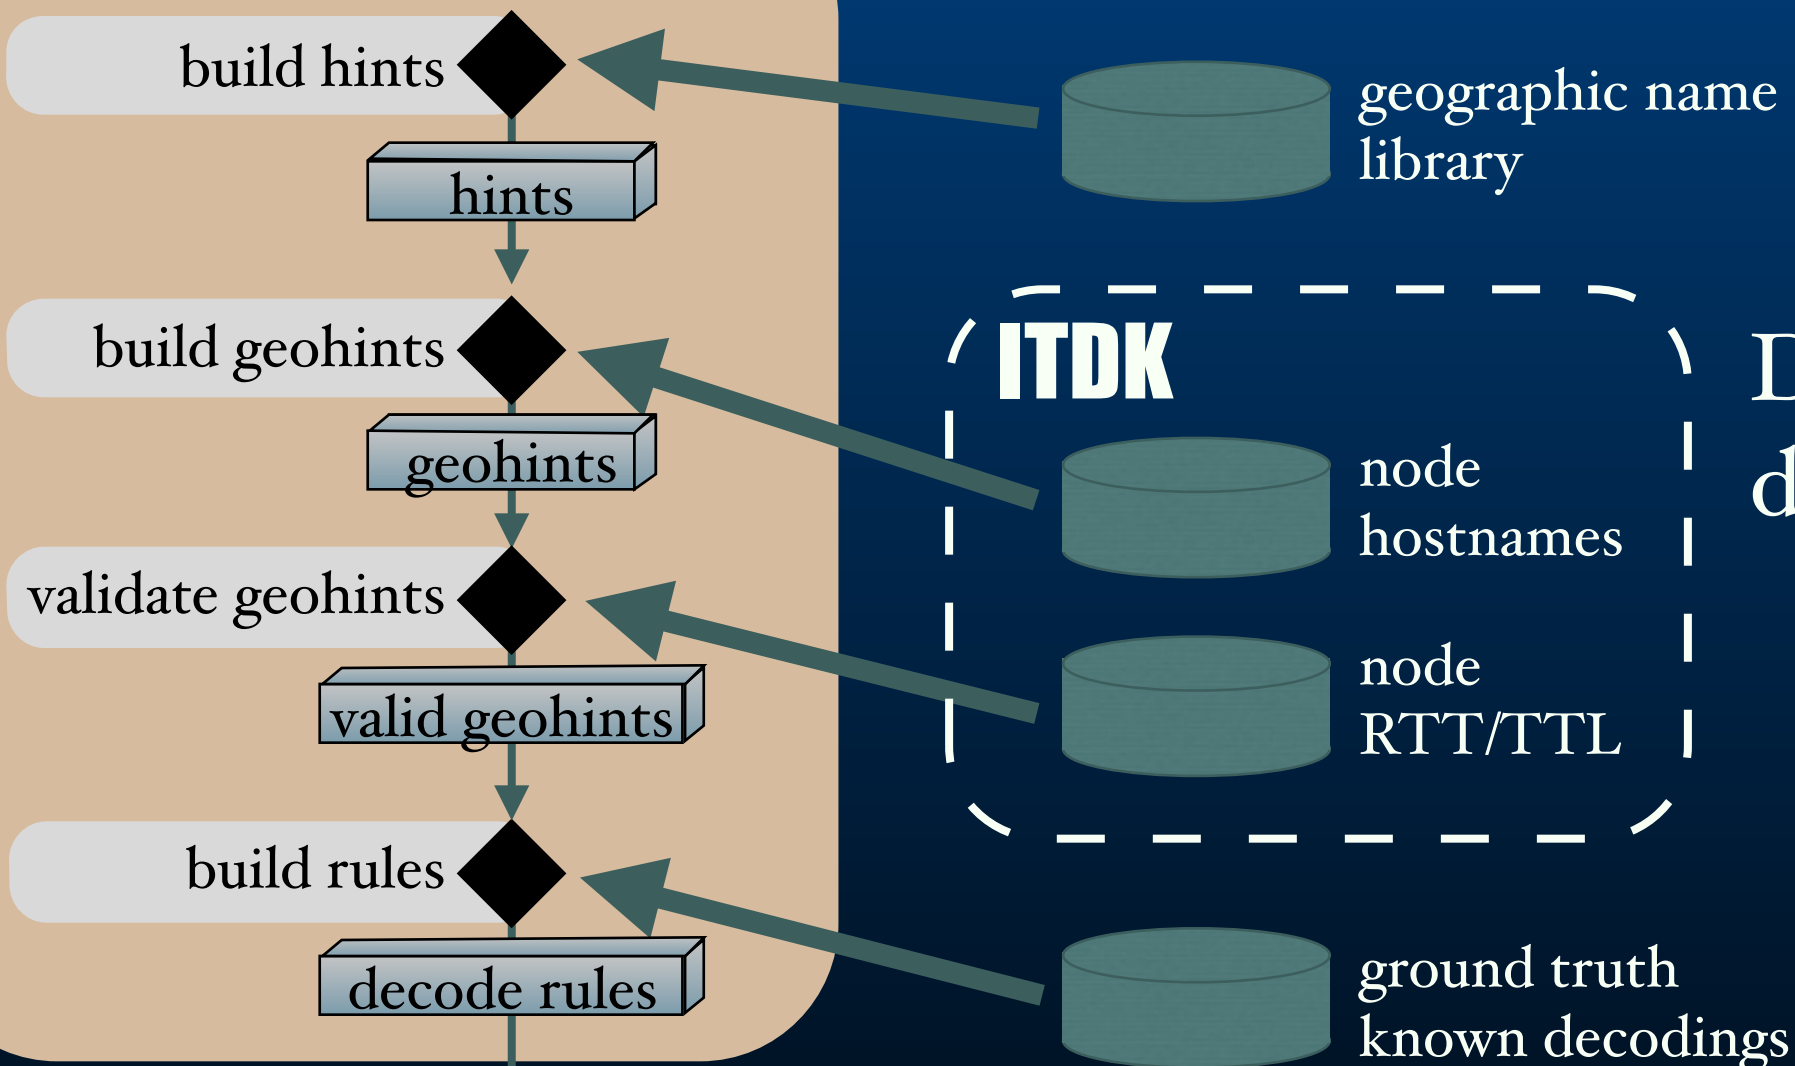 build hints
hints
geographic name
library
build geohints
geohints
ITDK
node
hostnames
validate geohints
valid geohints
node
RTT/TTL
build rules
decode rules
ground truth
known decodings